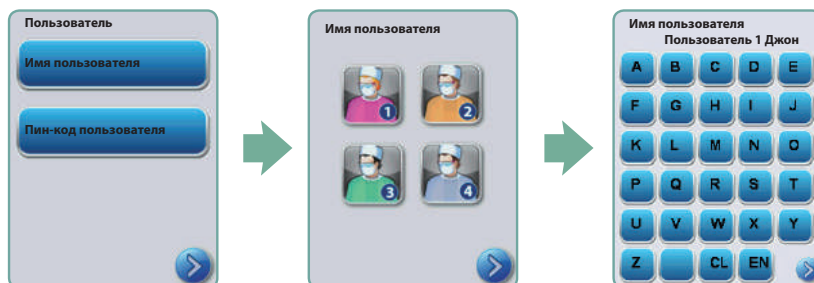 Пользователь
Имя пользователя
Пин-код пользователя
Имя пользователя
1
2
3
4
Имя пользователя
Пользователь 1 Джон
A B C D E
F G H I J
K L M N O
P Q R S T
U V W X Y
Z CL EN